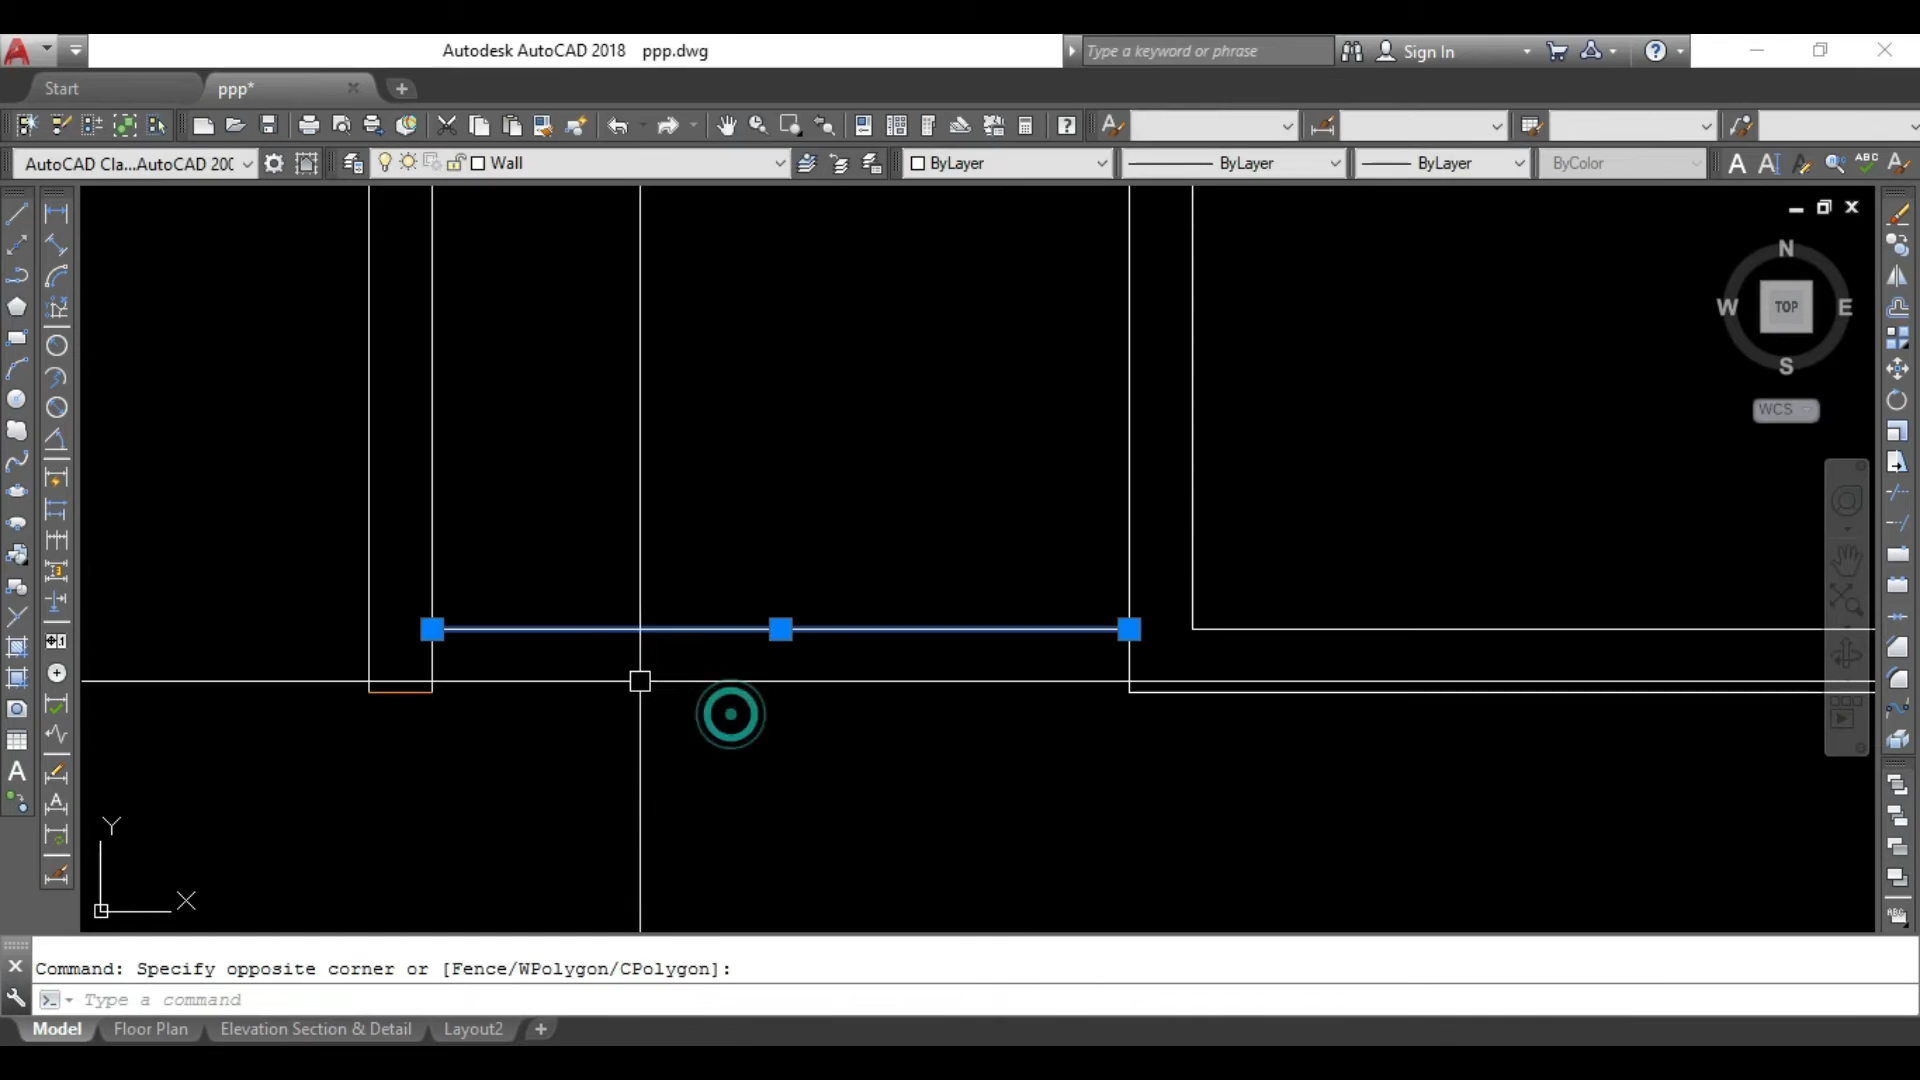 Autodesk AutoCAD 2018 ppp.dwg
Type a keyword or phrase
Sign In
Start
ppp*
AutoCAD Cla...AutoCAD 200
Wall
ByLayer
ByLayer
ByLayer
ByColor
N
W
TOP
E
S
WCS
Y
X
Command: Specify opposite corner or [Fence/WPolygon/CPolygon]:
Type a command
Model
Floor Plan
Elevation Section & Detail
Layout2